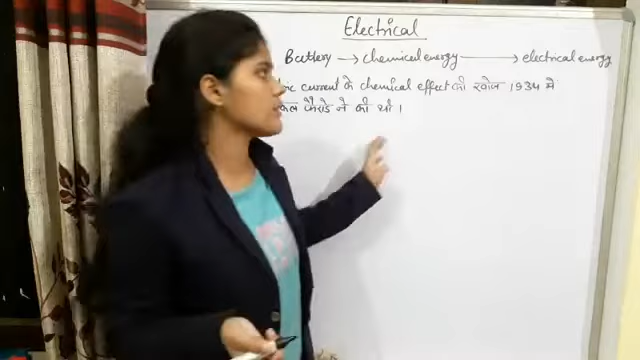 Electrical
Battery → chemical energy → electrical energy
current के chemical effect की खोज 1934 में
फैराडे ने की थी ।